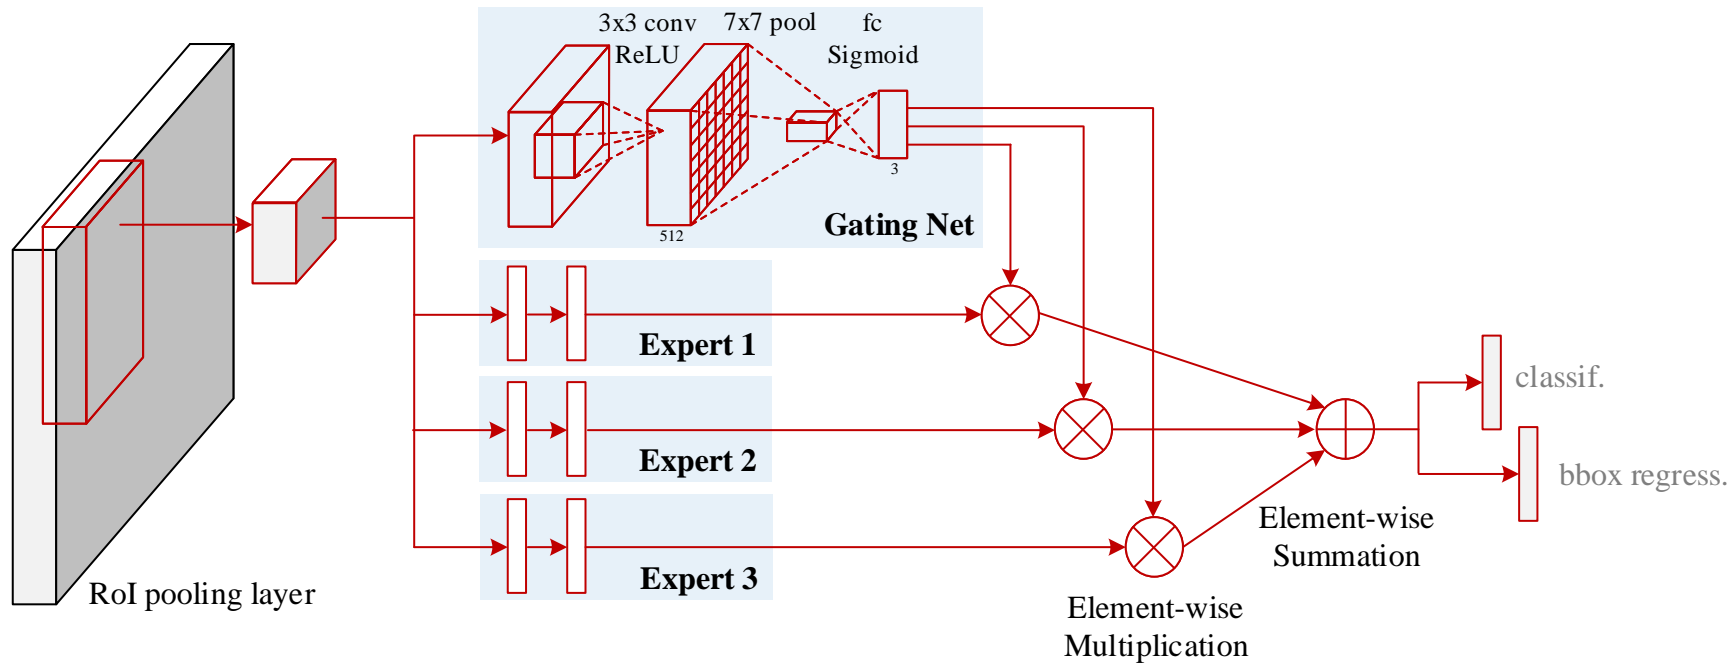 3x3 conv
ReLU
7x7 pool
fc
Sigmoid
512
3
Gating Net
Expert 1
Expert 2
Expert 3
RoI pooling layer
Element-wise
Multiplication
Element-wise
Summation
classif.
bbox regress.